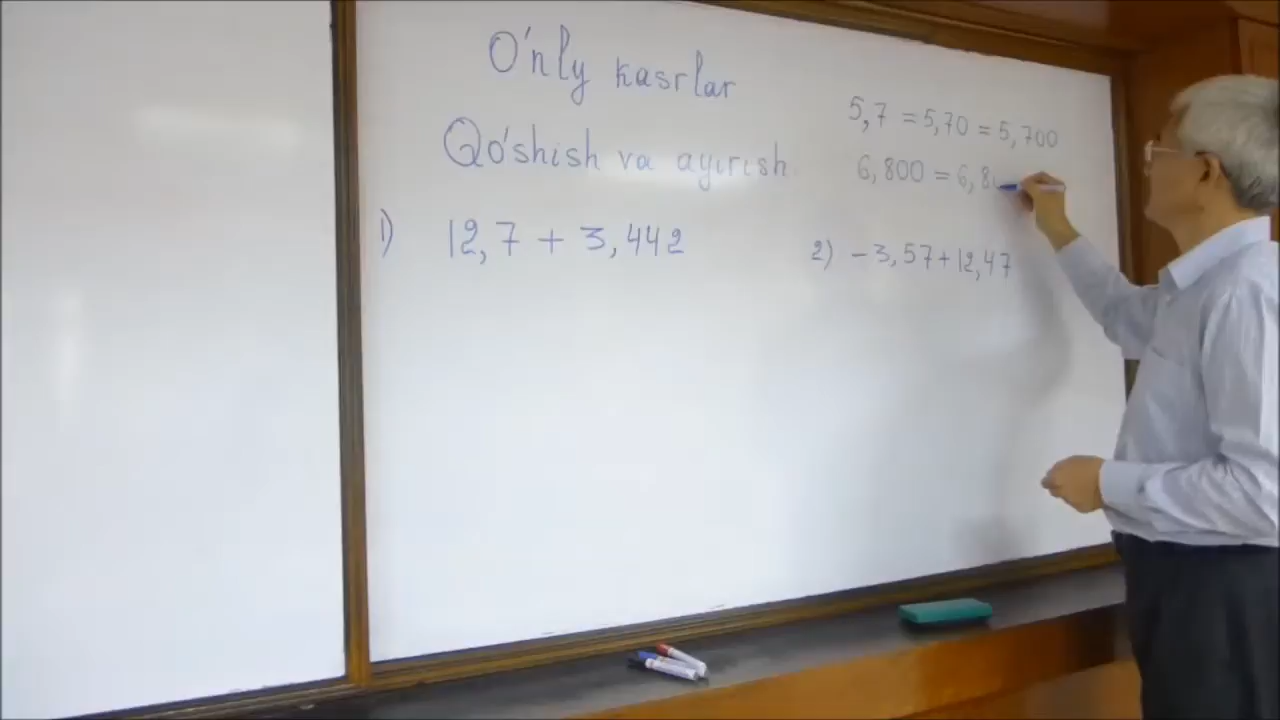 O'nly kasrlar
Qo'shish va ayirish
5,7 = 5,70 = 5,700
6,800 = 6,8
1) 12,7 + 3,442
2) - 3,57 + 12,47